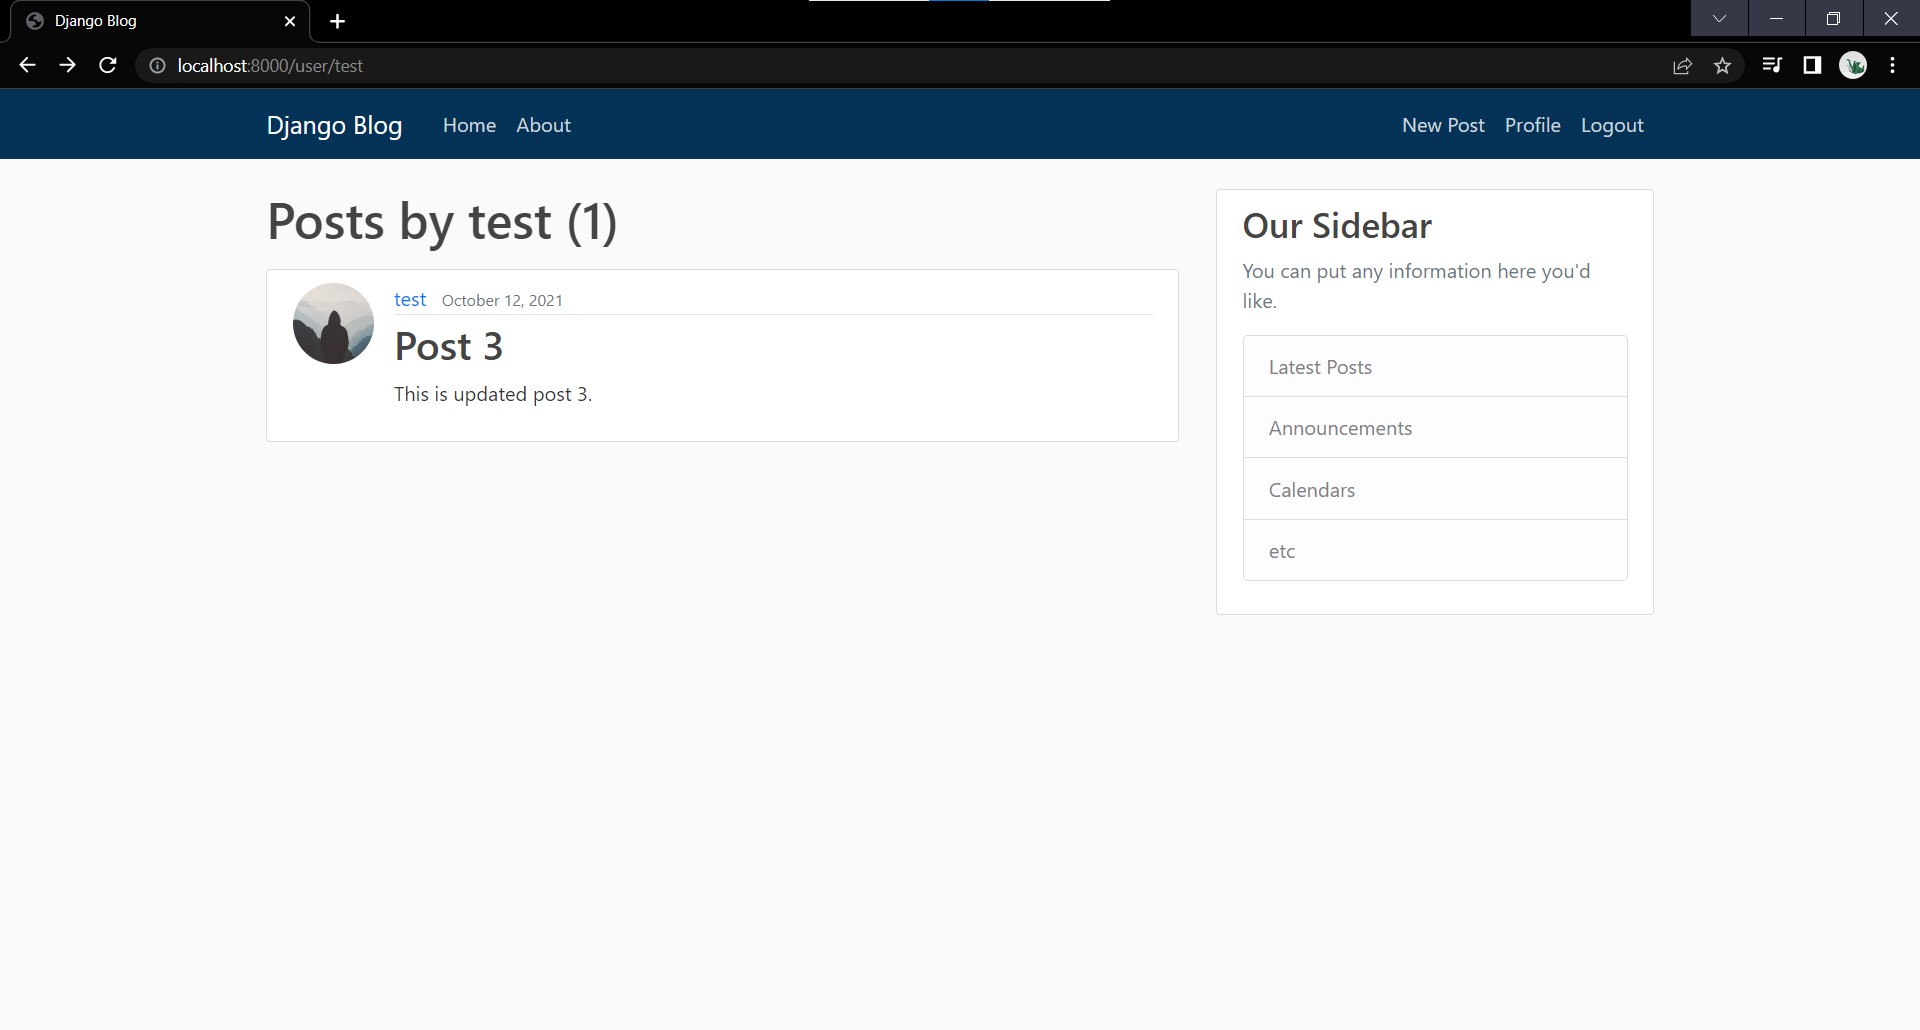 Django Blog
localhost:8000/user/test
Django Blog Home About New Post Profile Logout
Posts by test (1)
test October 12, 2021
Post 3
This is updated post 3.
Our Sidebar
You can put any information here you'd
like.
Latest Posts
Announcements
Calendars
etc